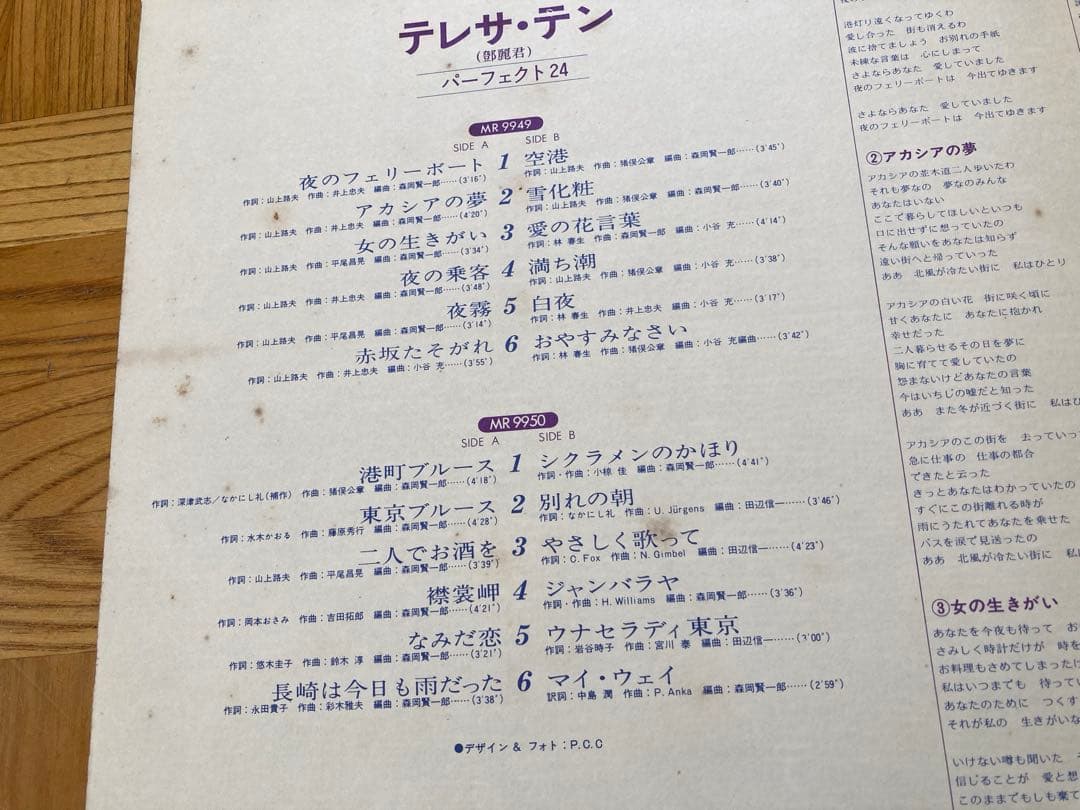 テレサ・テン
(鄧麗君)
パーフェクト24
MR 9949
SIDE A SIDE B
夜のフェリーボート 1 空港
作詞:山上路夫 作曲:井上忠夫 編曲:森岡賢一郎……(3'16") 作詞:山上路夫 作曲:猪俣公章 編曲:森岡賢一郎……(3'45")
アカシアの夢 2 雪化粧
作詞:山上路夫 作曲:井上忠夫 編曲:森岡賢一郎……(4'20") 作詞:山上路夫 作曲:猪俣公章 編曲:森岡賢一郎……(3'40")
女の生きがい 3 愛の花言葉
作詞:山上路夫 作曲:平尾昌晃 編曲:森岡賢一郎……(3'34") 作詞:林 春生 作曲:猪俣公章 編曲:小谷 充……(4'14")
夜の乗客 4 満ち潮
作詞:山上路夫 作曲:井上忠夫 編曲:森岡賢一郎……(3'48") 作詞:山上路夫 作曲:猪俣公章 編曲:小谷 充……(3'38")
夜霧 5 白夜
作詞:山上路夫 作曲:平尾昌晃 編曲:森岡賢一郎……(3'14") 作詞:林 春生 作曲:井上忠夫 編曲:小谷 充……(3'17")
赤坂たそがれ 6 おやすみなさい
作詞:山上路夫 作曲:井上忠夫 編曲:小谷 充……(3'55") 作詞:林 春生 作曲:猪俣公章 編曲:小谷 充編曲……(3'42")
MR 9950
SIDE A SIDE B
港町ブルース 1 シクラメンのかほり
作詞:深津武志/なかにし礼(補作) 作曲:猪俣公章 編曲:森岡賢一郎……(4'18") 作詞・作曲:小椋 佳 編曲:森岡賢一郎……(4'41")
東京ブルース 2 別れの朝
作詞:水木かおる 作曲:藤原秀行 編曲:森岡賢一郎……(4'28") 作詞:なかにし礼 作曲:U. Jürgens 編曲:田辺信一……(3'46")
二人でお酒を 3 やさしく歌って
作詞:山上路夫 作曲:平尾昌晃 編曲:森岡賢一郎……(3'39") 作詞:C. Fox 作曲:N. Gimbel 編曲:田辺信一……(4'23")
襟裳岬 4 ジャンバラヤ
作詞:岡本おさみ 作曲:吉田拓郎 編曲:森岡賢一郎……(4'21") 作詞・作曲:H. Williams 編曲:森岡賢一郎……(3'36")
なみだ恋 5 ウナセラディ東京
作詞:悠木圭子 作曲:鈴木 淳 編曲:森岡賢一郎……(3'21") 作詞:岩谷時子 作曲:宮川 泰 編曲:田辺信一……(3'00")
長崎は今日も雨だった 6 マイ・ウェイ
作詞:永田貴子 作曲:彩木雅夫 編曲:森岡賢一郎……(3'38") 訳詞:中島 潤 作曲:P. Anka 編曲:森岡賢一郎……(2'59")
●デザイン & フォト:P.C.C
港灯り遠くなってゆくわ
愛し合った 街も消えるわ
波に捨てましょう お別れの手紙
未練な言葉は 心にしまって
さよならあなた 愛していました
夜のフェリーボートは 今出てゆきます
さよならあなた 愛していました
夜のフェリーボートは 今出てゆきます
②アカシアの夢
アカシアの並木道二人歩いたわ
それも夢なの 夢なのみんな
あなたはいない
ここで暮らしてほしいといつも
口に出せずに想っていたの
そんな願いをあなたは知らず
遠い街へと帰っていった
ああ 北風が冷たい街に 私はひとり
アカシアの白い花 街に咲く頃に
甘くあなたに あなたに抱かれ
幸せだった
二人暮らせるその日を夢に
胸に育てて愛していたの
怨まないけどあなたの言葉
今はいちじの嘘だと知った
ああ また冬が近づく街に 私はひ
アカシアのこの街を 去っていっ
急に仕事の 仕事の都合
できたと云った
きっとあなたはわかっていたの
すぐにこの街離れる時が
雨にうたれてあなたを乗せた
バスを涙で見送ったの
ああ 北風が冷たい街に 私
③女の生きがい
あなたを今夜も待って お
さみしく時計だけが 時を
お料理もさめてしまったけ
私はいつまでも 待ってい
あなたのために つくす
それが私の 生きがいな
いけない噂も聞いた
信じることが 愛と想
このままでもしも棄て